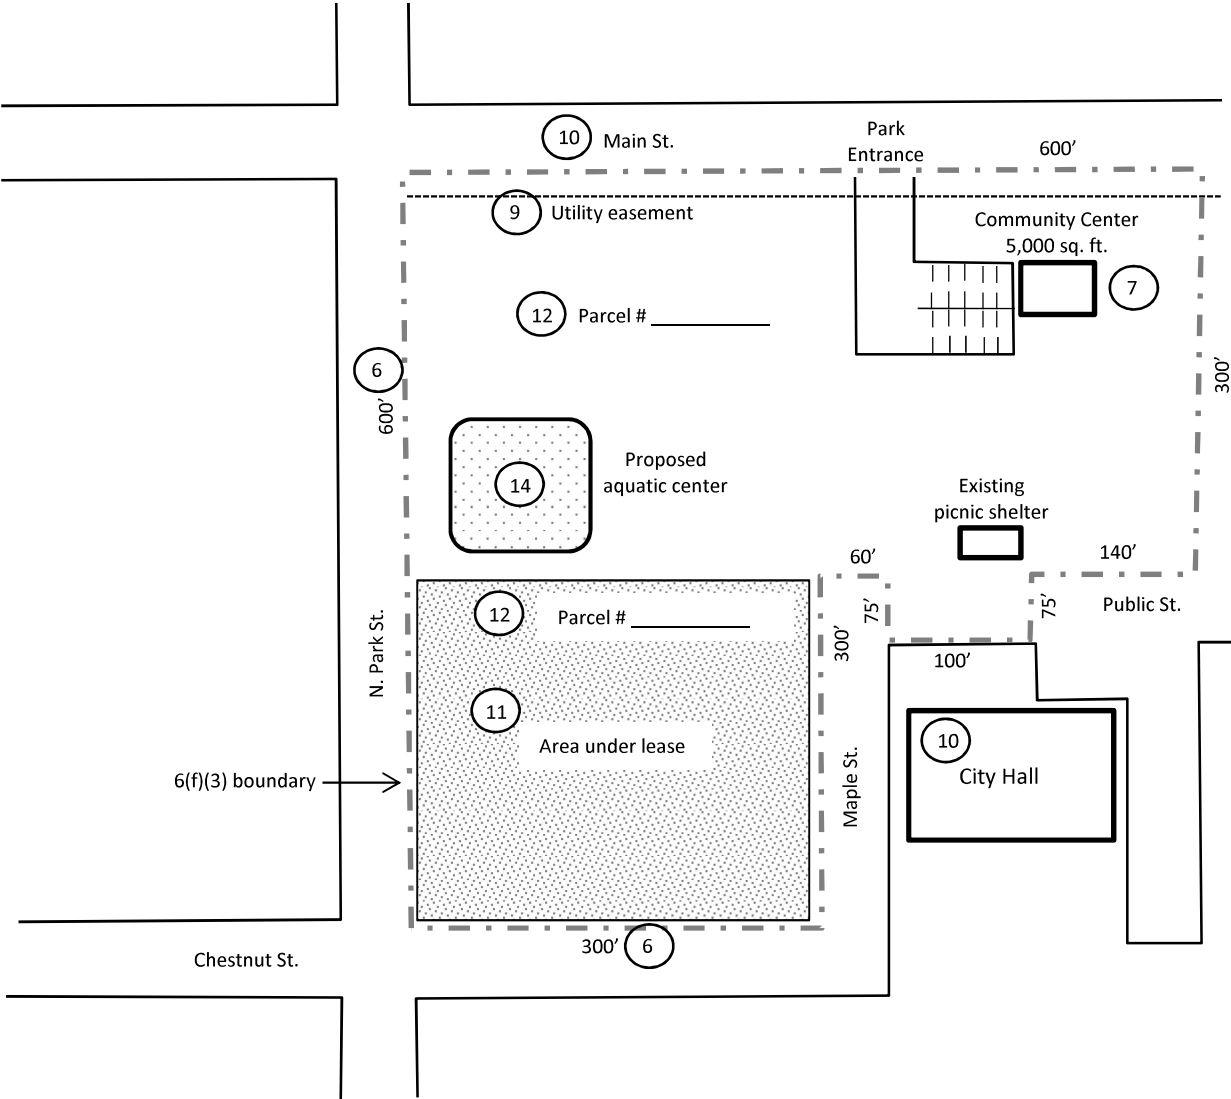 10 Main St.
Park
Entrance
600’
9 Utility easement
Community Center
5,000 sq. ft.
7
12 Parcel # ___________
6
600’
300’
14
Proposed
aquatic center
Existing
picnic shelter
60’
140’
75’
75’
Public St.
12 Parcel # ___________
300’
100’
N. Park St.
11
Area under lease
10
City Hall
Maple St.
6(f)(3) boundary
300’ 6
Chestnut St.